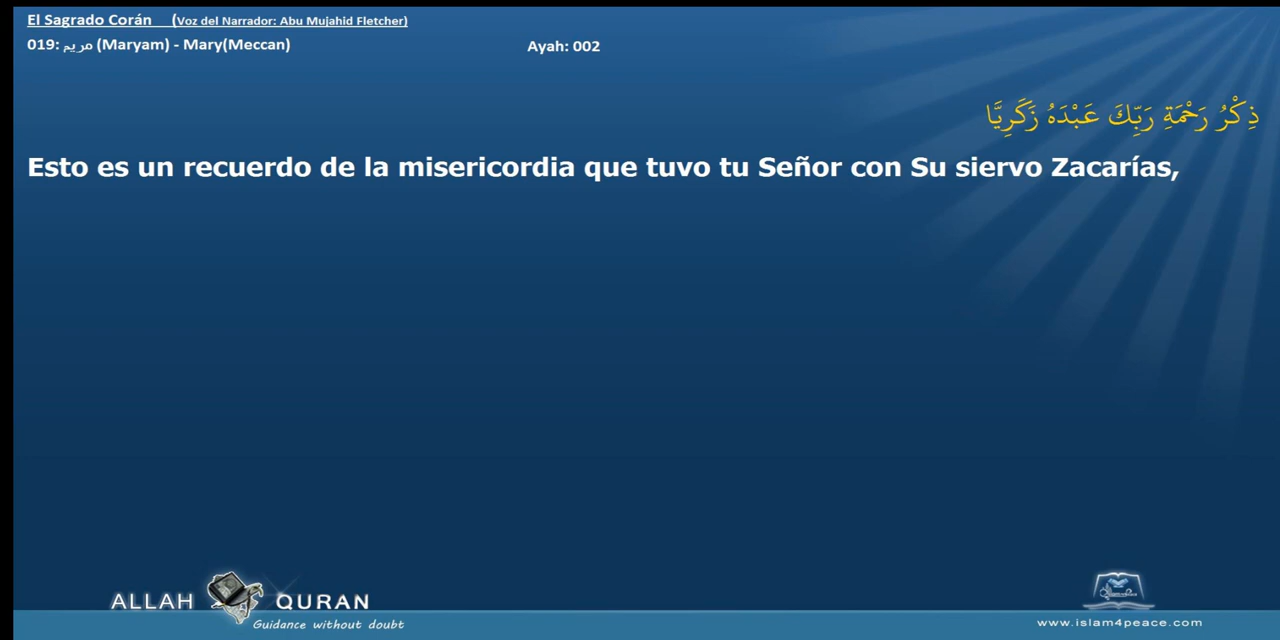 El Sagrado Corán (Voz del Narrador: Abu Mujahid Fletcher)
019: مريم (Maryam) - Mary(Meccan)
Ayah: 002
ذِكْرُ رَحْمَةِ رَبِّكَ عَبْدَهُ زَكَرِيَّا
Esto es un recuerdo de la misericordia que tuvo tu Señor con Su siervo Zacarías,
ALLAH QURAN
Guidance without doubt
www.islam4peace.com